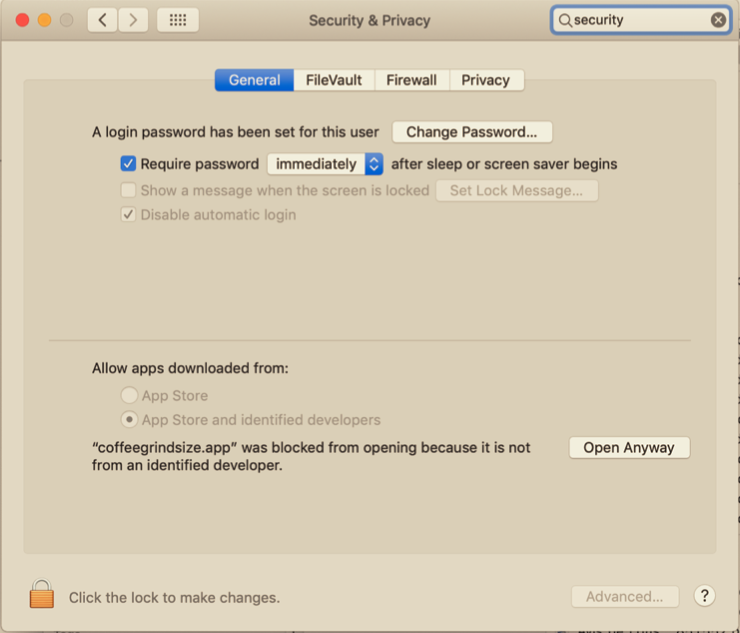 Security & Privacy
security
General FileVault Firewall Privacy
A login password has been set for this user Change Password...
Require password immediately after sleep or screen saver begins
Show a message when the screen is locked Set Lock Message...
Disable automatic login
Allow apps downloaded from:
App Store
App Store and identified developers
“coffeegrindsize.app” was blocked from opening because it is not Open Anyway
from an identified developer.
Click the lock to make changes. Advanced... ?